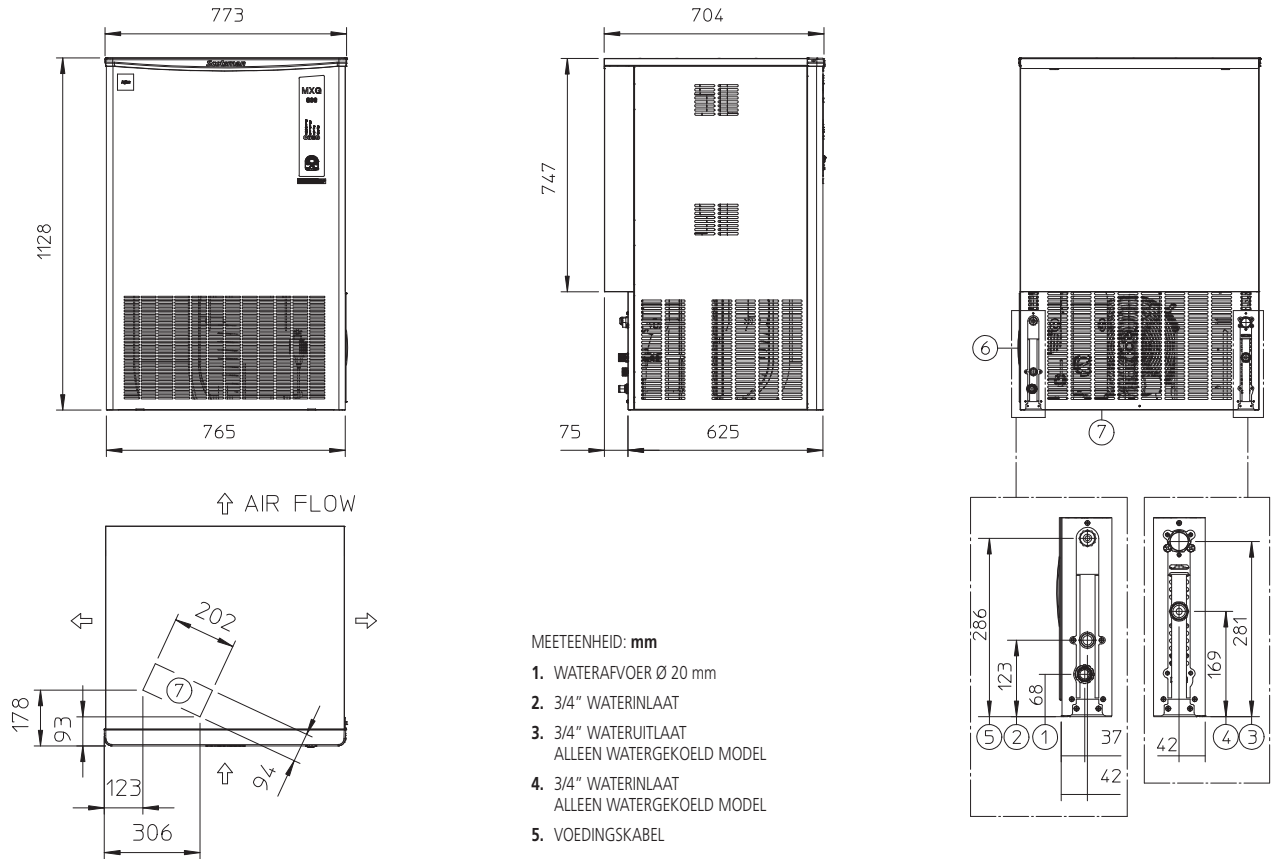 773
704
Scotsman
MXG
1128
747
765
75
625
6
7
AIR FLOW
202
7
178
93
94
123
306
MEETEENHEID: mm
1. WATERAFVOER Ø 20 mm
2. 3/4” WATERINLAAT
3. 3/4” WATERUITLAAT
ALLEEN WATERGEKOELD MODEL
4. 3/4” WATERINLAAT
ALLEEN WATERGEKOELD MODEL
5. VOEDINGSKABEL
286
123
68
5
2
1
37
42
281
169
42
4
3